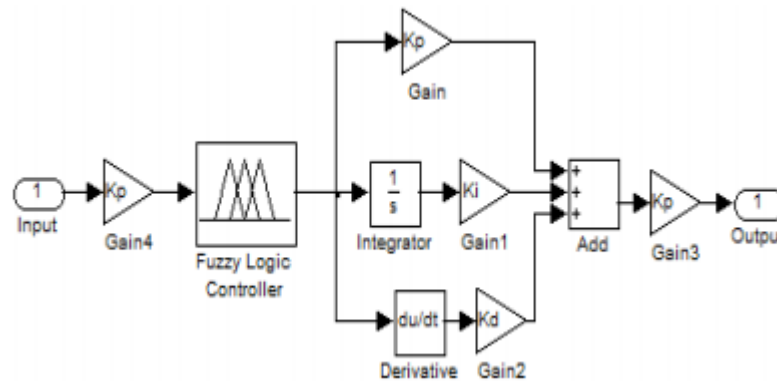 Kp
Gain
1
Input
Kp
Gain4
Fuzzy Logic
Controller
1
s
Integrator
Ki
Gain1
+
+
+
Add
Kp
Gain3
1
Output
du/dt
Derivative
Kd
Gain2